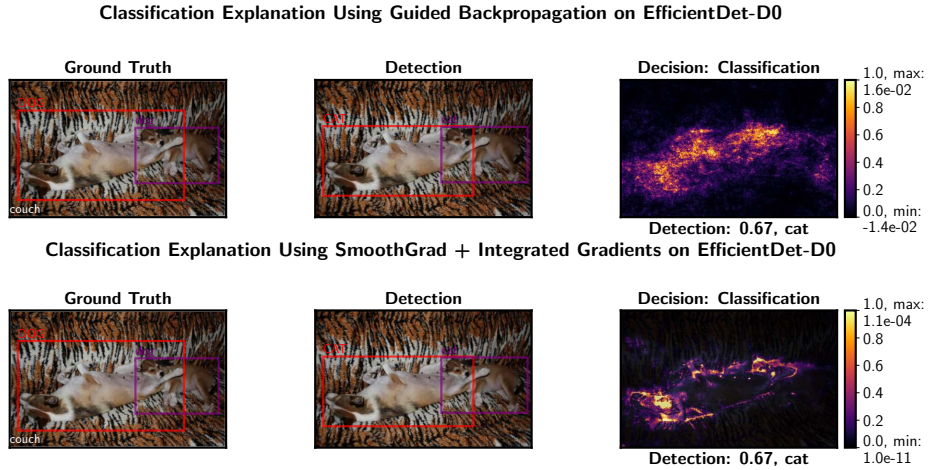 Classification Explanation Using Guided Backpropagation on EfficientDet-D0
Ground Truth
Detection
Decision: Classification
couch
CAT
1.0, max:
1.6e-02
0.8
0.6
0.4
0.2
0.0, min:
-1.4e-02
Detection: 0.67, cat
Classification Explanation Using SmoothGrad + Integrated Gradients on EfficientDet-D0
Ground Truth
Detection
Decision: Classification
couch
CAT
1.0, max:
1.1e-04
0.8
0.6
0.4
0.2
0.0, min:
1.0e-11
Detection: 0.67, cat